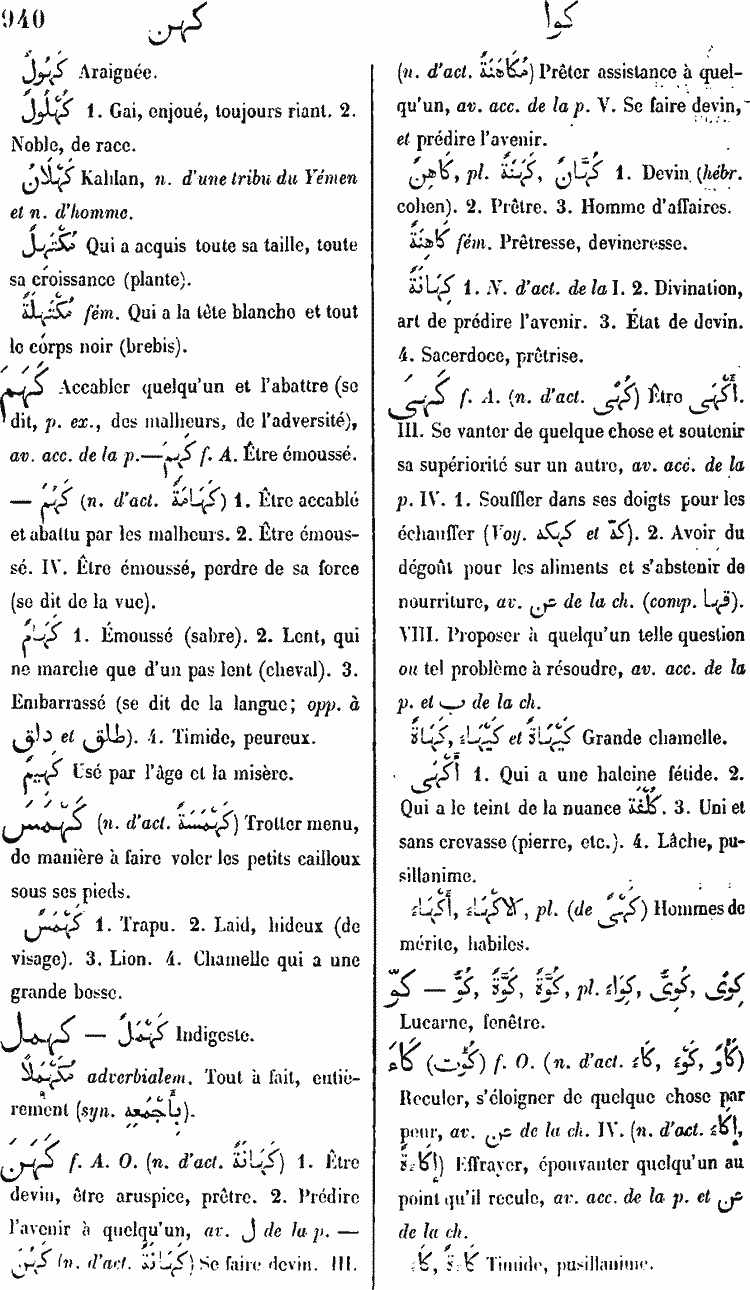 940 كهن كوا
كَهُولٌ Araignée.
كُهْلُولٌ 1. Gai, enjoué, toujours riant. 2.
Noble, de race.
كَهْلَانُ Kahlan, n. d'une tribu du Yémen
et n. d'homme.
مُكْتَهِلٌ Qui a acquis toute sa taille, toute
sa croissance (plante).
مُكْتَهِلَةٌ fém. Qui a la tête blanche et tout
le corps noir (brebis).
كَهَمَ Accabler quelqu'un et l'abattre (se
dit, p. ex., des malheurs, de l'adversité),
av. acc. de la p.—كَهِمَ f. A. Être émoussé.
— كَهُمَ (n. d'act. كَهَامَةٌ) 1. Être accablé
et abattu par les malheurs. 2. Être émous-
sé. IV. Être émoussé, perdre de sa force
(se dit de la vue).
كَهَامٌ 1. Émoussé (sabre). 2. Lent, qui
ne marche que d'un pas lent (cheval). 3.
Embarrassé (se dit de la langue; opp. à
ذلق et طلق). 4. Timide, peureux.
كَهِيمٌ Usé par l'âge et la misère.
كَهْمَسَ (n. d'act. كَهْمَسَةٌ) Trotter menu,
de manière à faire voler les petits cailloux
sous ses pieds.
كَهْمَسٌ 1. Trapu. 2. Laid, hideux (de
visage). 3. Lion. 4. Chamelle qui a une
grande bosse.
كهمل — كَهْمَلٌ Indigeste.
مُكَهْمَلًا adverbialem. Tout à fait, entiè-
rement (syn. بِأَجْمَعِهِ).
كَهَنَ f. A. O. (n. d'act. كَهَانَةٌ) 1. Être
devin, être aruspice, prêtre. 2. Prédire
l'avenir à quelqu'un, av. ل de la p. —
كَهُنَ (n. d'act. كَهَانَةٌ) Se faire devin. III.
(n. d'act. مُكَاهَنَةٌ) Prêter assistance à quel-
qu'un, av. acc. de la p. V. Se faire devin,
et prédire l'avenir.
كَاهِنٌ, pl. كَهَنَةٌ, كُهَّانٌ 1. Devin (hébr.
cohen). 2. Prêtre. 3. Homme d'affaires.
كَاهِنَةٌ fém. Prêtresse, devineresse.
كَهَانَةٌ 1. N. d'act. de la I. 2. Divination,
art de prédire l'avenir. 3. État de devin.
4. Sacerdoce, prêtrise.
كَهِىَ f. A. (n. d'act. كَهًى) Être أَكْهَى.
III. Se vanter de quelque chose et soutenir
sa supériorité sur un autre, av. acc. de la
p. IV. 1. Souffler dans ses doigts pour les
échauffer (Voy. كهكه et كهّ). 2. Avoir du
dégoût pour les aliments et s'abstenir de
nourriture, av. عن de la ch. (comp. قها).
VIII. Proposer à quelqu'un telle question
ou tel problème à résoudre, av. acc. de la
p. et ب de la ch.
كَهَاةٌ, كَهْيَاءُ et كَيْهَاةٌ Grande chamelle.
أَكْهَى 1. Qui a une haleine fétide. 2.
Qui a le teint de la nuance كُلْفَةٌ. 3. Uni et
sans crevasse (pierre, etc.). 4. Lâche, pu-
sillanime.
أَكْهَاءُ, كَالأَكْهَاءِ, pl. (de كَهِىٌّ) Hommes de
mérite, habiles.
كوّ — كَوٌّ, كَوَّةٌ, كُوَّةٌ, pl. كِوَاءٌ, كُوًى, كِوًى
Lucarne, fenêtre.
كَاءَ (كُؤْت) f. O. (n. d'act. كَاءٌ, كَوْءٌ, كَأْوٌ)
Reculer, s'éloigner de quelque chose par
peur, av. عن de la ch. IV. (n. d'act. إِكَاءٌ,
إِكَاءَةٌ) Effrayer, épouvanter quelqu'un au
point qu'il recule, av. acc. de la p. et عن
de la ch.
كَاءٌ, كَاءَةٌ Timide, pusillanime.